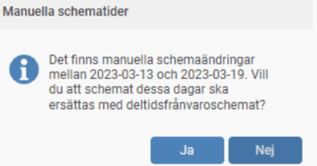 Manuella schematider
Det finns manuella schemaändringar
mellan 2023-03-13 och 2023-03-19. Vill
du att schemat dessa dagar ska
ersättas med deltidsfrånvaroschemat?
Ja
Nej